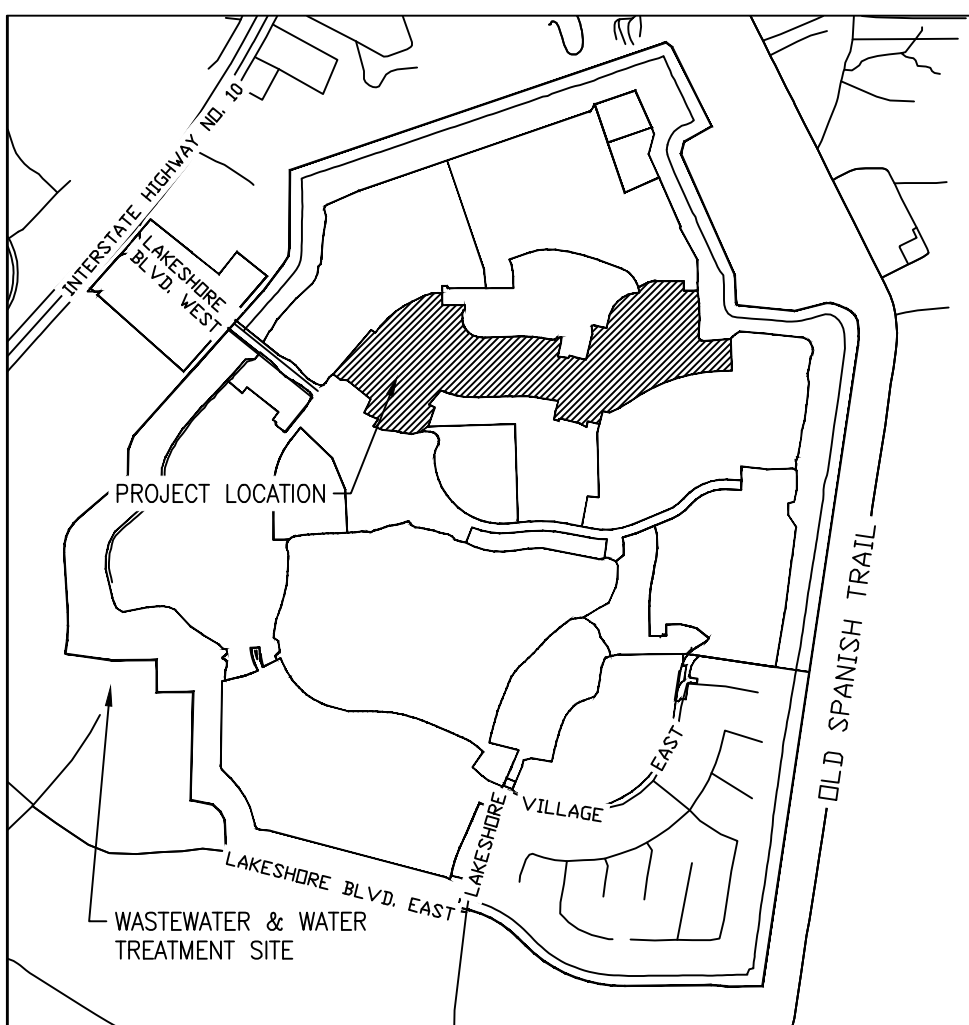 INTERSTATE HIGHWAY NO. 10
LAKESHORE
BLVD. WEST
PROJECT LOCATION
OLD SPANISH TRAIL
EAST
VILLAGE
LAKESHORE
LAKESHORE BLVD. EAST
WASTEWATER & WATER
TREATMENT SITE